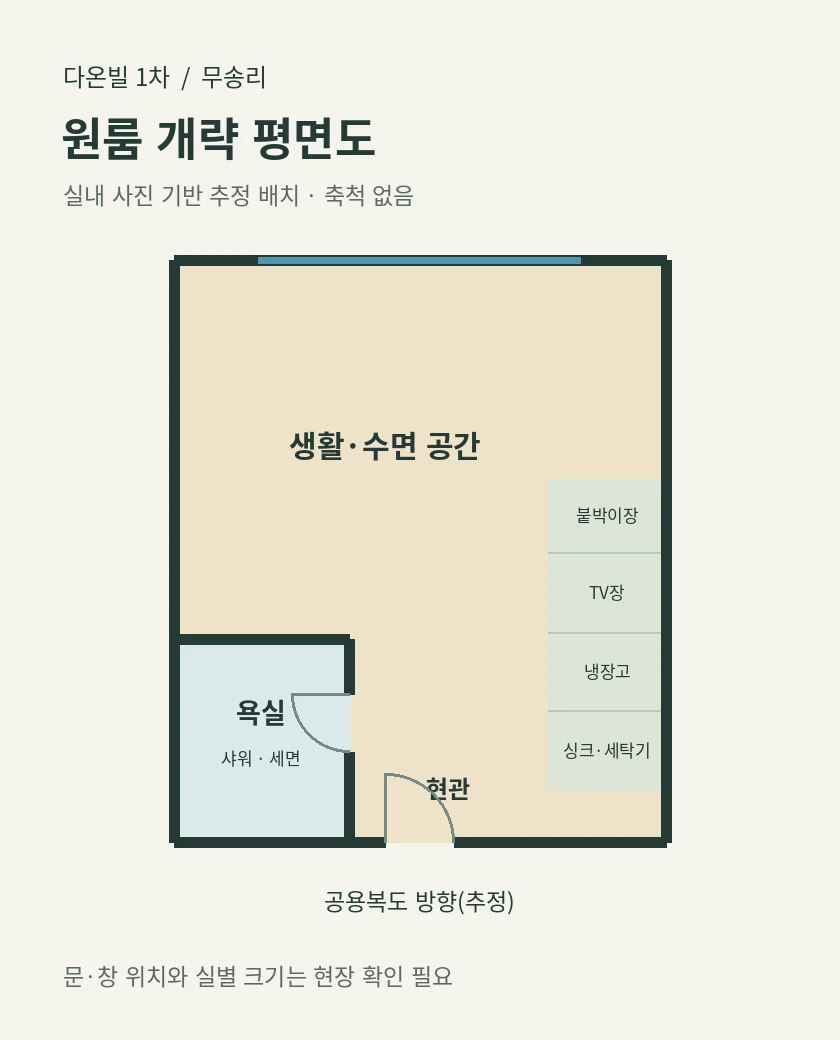 다온빌 1차 / 무송리
원룸 개략 평면도
실내 사진 기반 추정 배치 · 축척 없음
생활·수면 공간
붙박이장
TV장
냉장고
욕실
싱크·세탁기
샤워 · 세면
현관
공용복도 방향(추정)
문·창 위치와 실별 크기는 현장 확인 필요